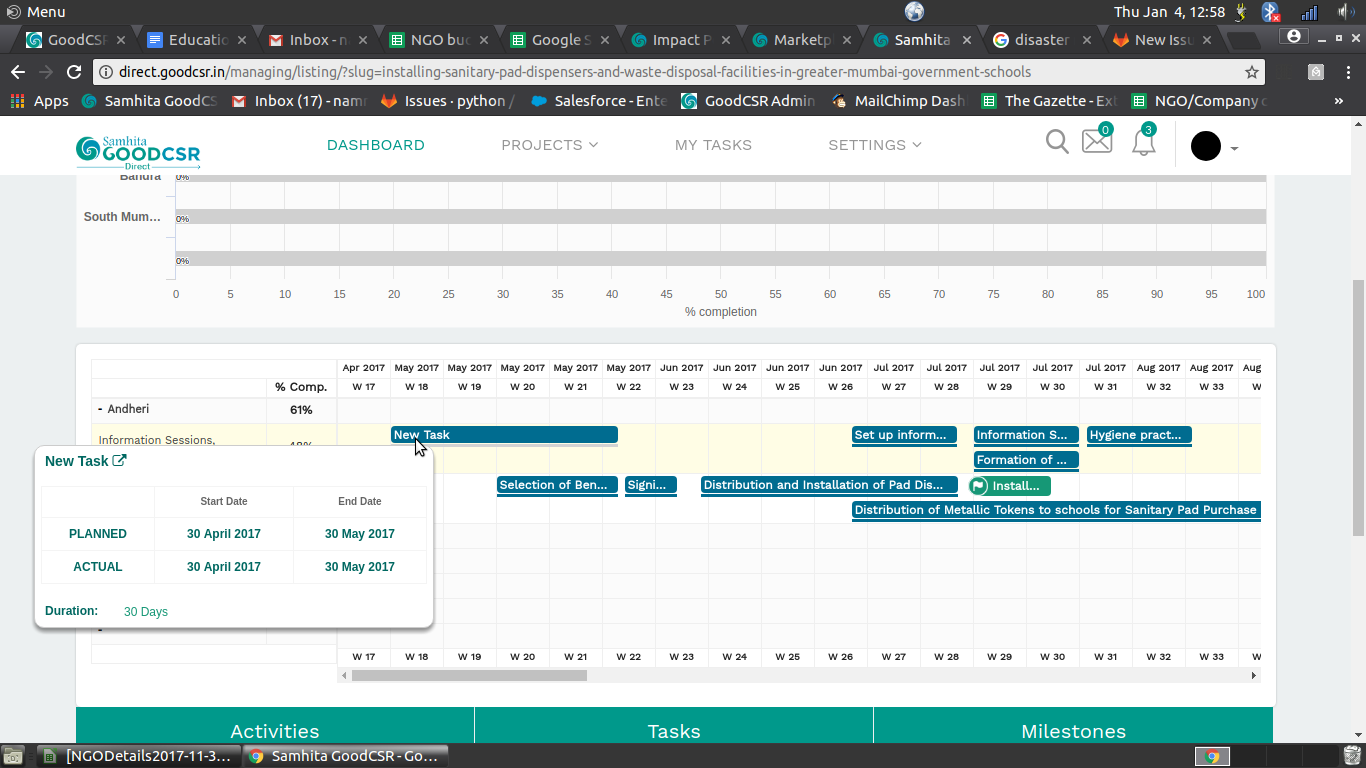 Menu
Thu Jan 4, 12:58
GoodCSR
Educatio
Inbox - n
NGO bu
Google S
Impact P
Marketp
Samhita
disaster
New Issu
direct.goodcsr.in/managing/listing/?slug=installing-sanitary-pad-dispensers-and-waste-disposal-facilities-in-greater-mumbai-government-schools
Apps
Samhita GoodCS
Inbox (17) - namr
Issues · python /
Salesforce - Ente
GoodCSR Admin
MailChimp Dash
The Gazette - Ext
NGO/Company c
»
Samhita
GOODCSR
Direct
DASHBOARD
PROJECTS
MY TASKS
SETTINGS
0
3
Bandra
0%
South Mum...
0%
0%
0 5 10 15 20 25 30 35 40 45 50 55 60 65 70 75 80 85 90 95 100
% completion
Apr 2017 May 2017 May 2017 May 2017 May 2017 May 2017 Jun 2017 Jun 2017 Jun 2017 Jun 2017 Jul 2017 Jul 2017 Jul 2017 Jul 2017 Jul 2017 Aug 2017 Aug 2017 Aug
% Comp. W 17 W 18 W 19 W 20 W 21 W 22 W 23 W 24 W 25 W 26 W 27 W 28 W 29 W 30 W 31 W 32 W 33 W
- Andheri 61%
New Task Set up inform... Information S... Hygiene pract...
Information Sessions,
Formation of ...
Selection of Ben... Signi... Distribution and Installation of Pad Dis... Install...
Distribution of Metallic Tokens to schools for Sanitary Pad Purchase
New Task
Start Date End Date
PLANNED 30 April 2017 30 May 2017
ACTUAL 30 April 2017 30 May 2017
Duration: 30 Days
-
W 17 W 18 W 19 W 20 W 21 W 22 W 23 W 24 W 25 W 26 W 27 W 28 W 29 W 30 W 31 W 32 W 33 W
Activities
Tasks
Milestones
[NGODetails2017-11-3...
Samhita GoodCSR - Go...